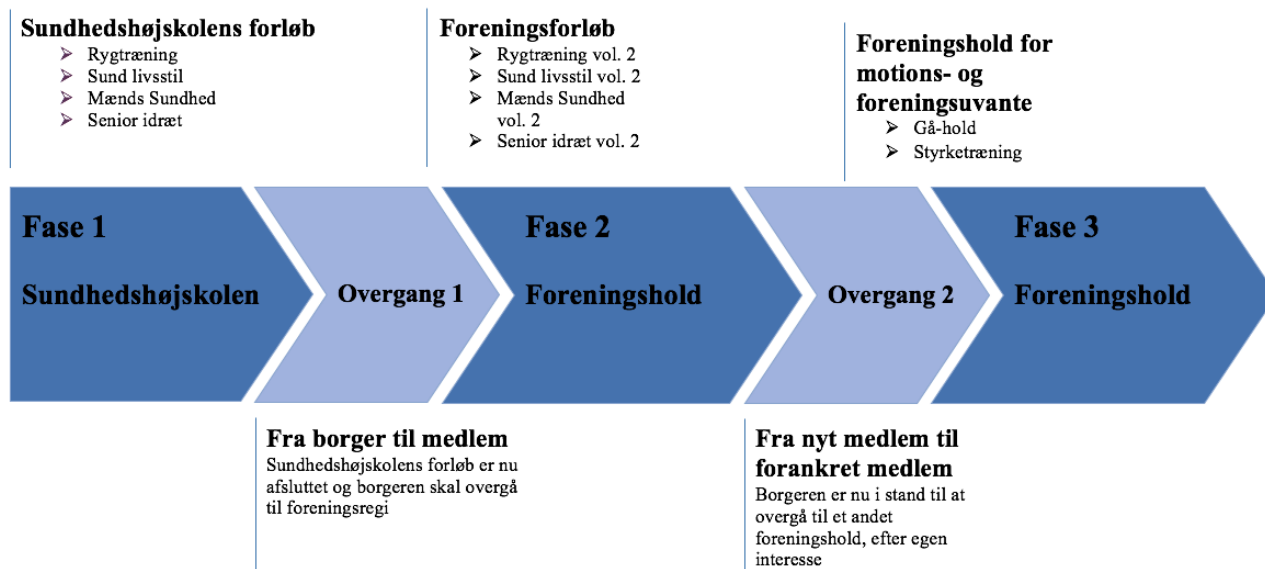 Sundhedshøjskolens forløb
➢ Rygtræning
➢ Sund livsstil
➢ Mænds Sundhed
➢ Senior idræt
Foreningsforløb
➢ Rygtræning vol. 2
➢ Sund livsstil vol. 2
➢ Mænds Sundhed
vol. 2
➢ Senior idræt vol. 2
Foreningshold for
motions- og
foreningsuvante
➢ Gå-hold
➢ Styrketræning
Fase 1
Sundhedshøjskolen
Overgang 1
Fase 2
Foreningshold
Overgang 2
Fase 3
Foreningshold
Fra borger til medlem
Sundhedshøjskolens forløb er nu
afsluttet og borgeren skal overgå
til foreningsregi
Fra nyt medlem til
forankret medlem
Borgeren er nu i stand til at
overgå til et andet
foreningshold, efter egen
interesse